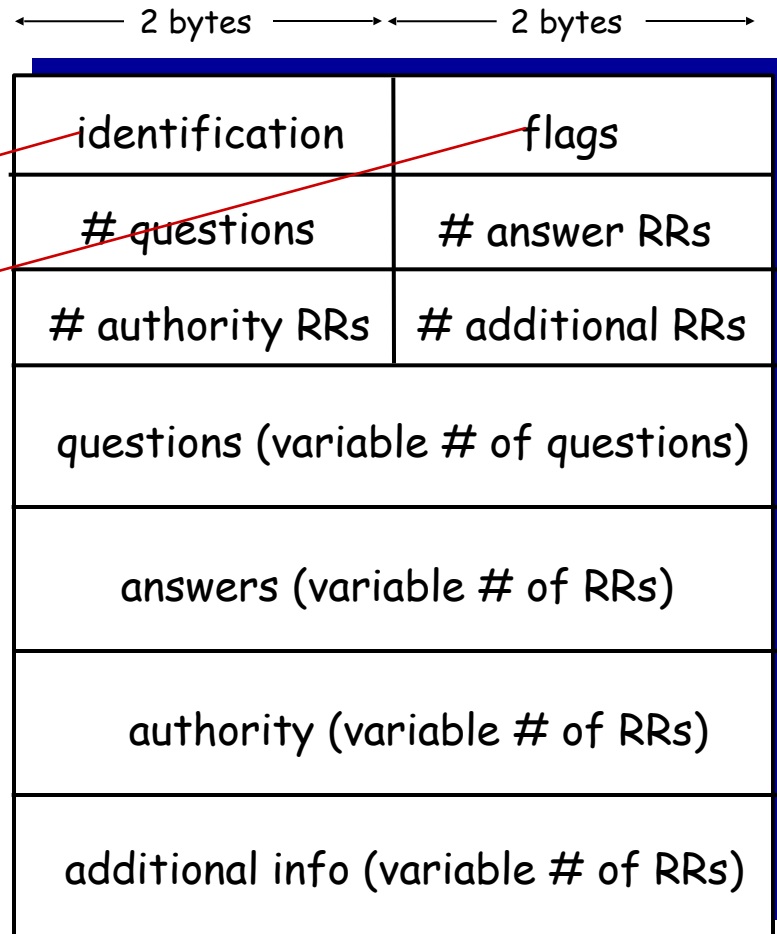 2 bytes 2 bytes
identification flags
# questions # answer RRs
# authority RRs # additional RRs
questions (variable # of questions)
answers (variable # of RRs)
authority (variable # of RRs)
additional info (variable # of RRs)